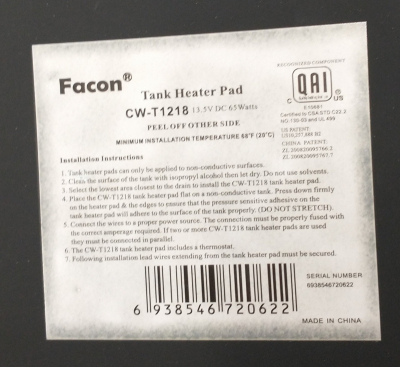 Facon®
Tank Heater Pad
CW-T1218 13.5V DC 65Watts
PEEL OFF OTHER SIDE
MINIMUM INSTALLATION TEMPERATURE 68°F (20°C)
RECOGNIZED COMPONENT
QAI
C US
Certified to CSA STD C22.2
US PATENT:
CHINA PATENT:
Installation Instructions
1. Tank heater pads can only be applied to non-conductive surfaces.
2. Clean the surface of the tank with isopropyl alcohol then let dry. Do not use solvents.
3. Select the lowest area closest to the drain to install the CW-T1218 tank heater pad.
4. Place the CW-T1218 tank heater pad flat on a non-conductive tank. Press down firmly
on the heater pad & the edges to ensure that the pressure sensitive adhesive on the
tank heater pad will adhere to the surface of the tank properly. (DO NOT STRETCH).
5. Connect the wires to a proper power source. The connection must be properly fused with
the correct amperage required. If two or more CW-T1218 tank heater pads are used
they must be connected in parallel.
6. The CW-T1218 tank heater pad includes a thermostat.
7. Following installation lead wires extending from the tank heater pad must be secured.
6 938546 720622
SERIAL NUMBER
6938546720622
MADE IN CHINA